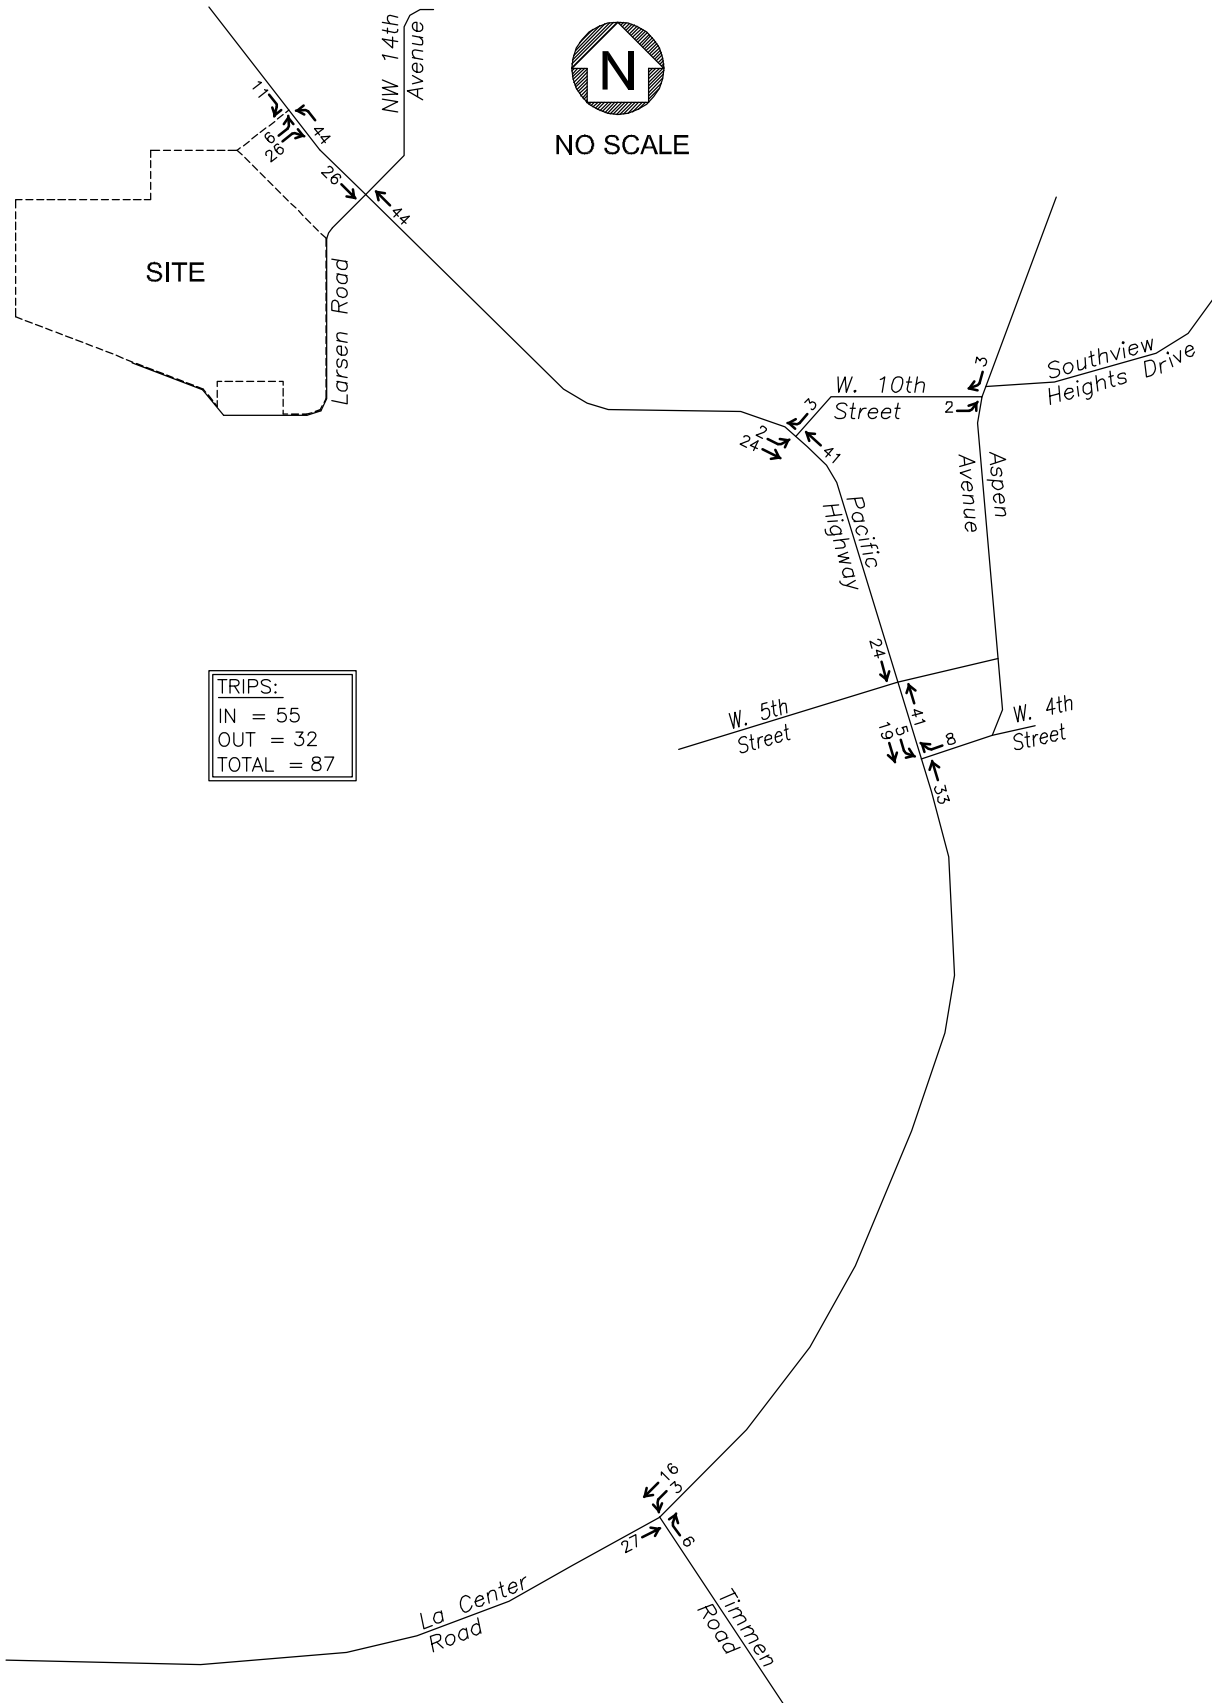 NW 14th
Avenue
N
NO SCALE
11
44
6
26
26
44
SITE
Larsen Road
3
Southview
Heights Drive
W. 10th
Street
2
3
2
24
41
Aspen
Avenue
Pacific
Highway
24
W. 5th
Street
41
19
5
8
W. 4th
Street
33
TRIPS:
IN = 55
OUT = 32
TOTAL = 87
16
3
27
6
La Center
Road
Timmen
Road